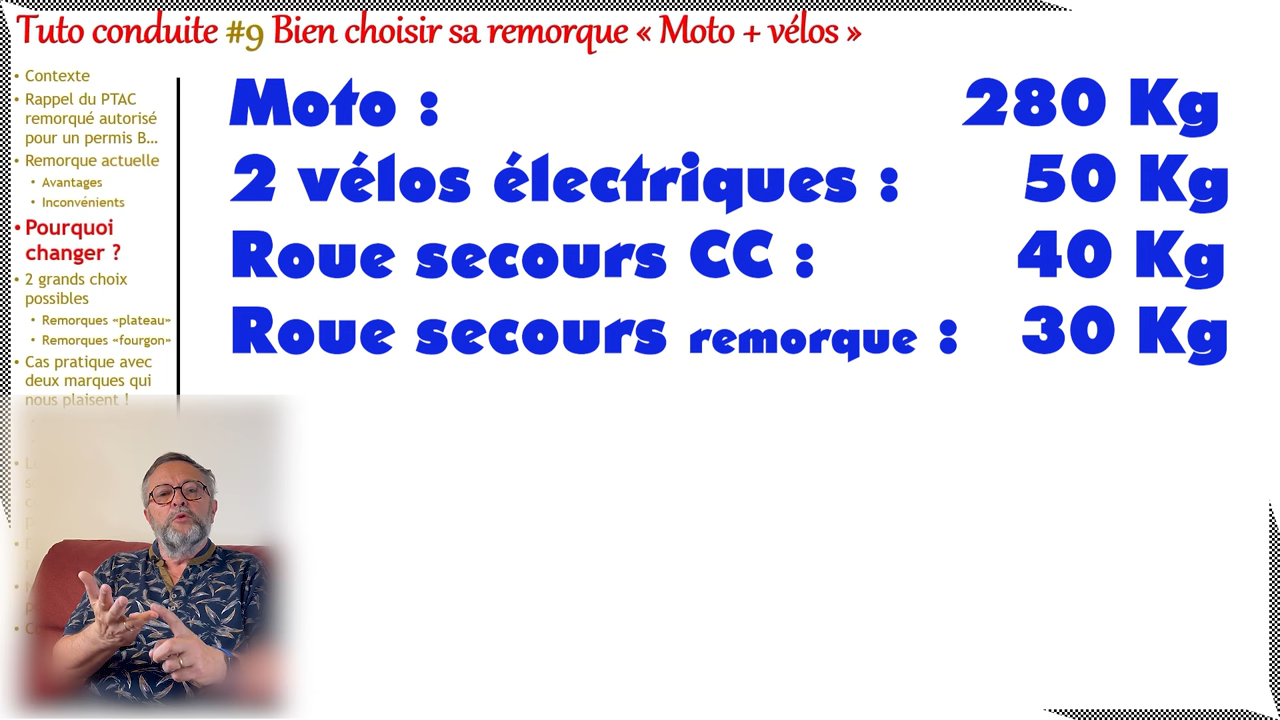 Tuto conduite #9 Bien choisir sa remorque « Moto + vélos »
• Contexte
• Rappel du PTAC
remorqué autorisé
pour un permis B…
• Remorque actuelle
• Avantages
• Inconvénients
• Pourquoi
changer ?
• 2 grands choix
possibles
• Remorques «plateau»
• Remorques «fourgon»
• Cas pratique avec
deux marques qui
nous plaisent !
Moto : 280 Kg
2 vélos électriques : 50 Kg
Roue secours CC : 40 Kg
Roue secours remorque : 30 Kg